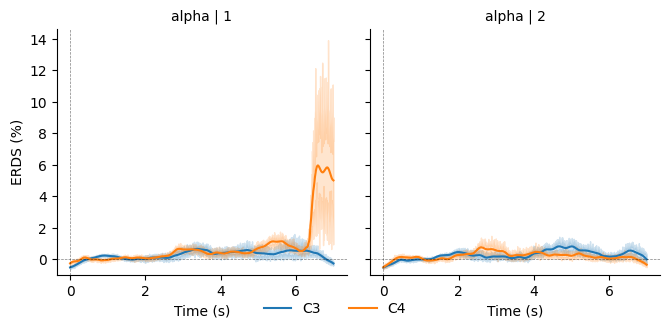 alpha | 1
alpha | 2
ERDS (%)
14
12
10
8
6
4
2
0
0 2 4 6
0 2 4 6
Time (s)
Time (s)
C3 C4